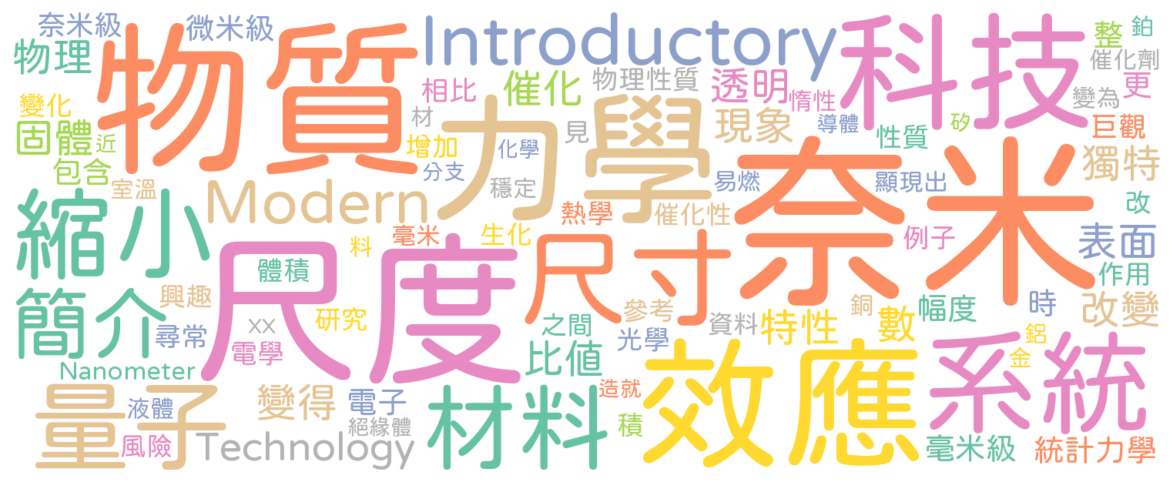 奈米級
微米級
Introductory
科技
整
鉑
物理
物質
催化劑
相比
催化
物理性質
透明
惰性
變為
更
變化
材
力學
現象
導體
矽
巨觀
固體
近
增加
化學
見
性質
獨特
包含
分支
室溫
Modern
穩定
易燃
顯現出
改
縮小
尺度
毫米
生化
熱學
催化性
奈米
例子
表面
料
尺寸
體積
作用
簡介
興趣
參考
銅
幅度
時
改變
xx
研究
之間
資料
特性
數
尋常
電學
比值
光學
鋁
金
Nanometer
造就
效應
系統
量子
液體
變得
電子
材料
積
風險
Technology
絕緣體
毫米級
統計力學